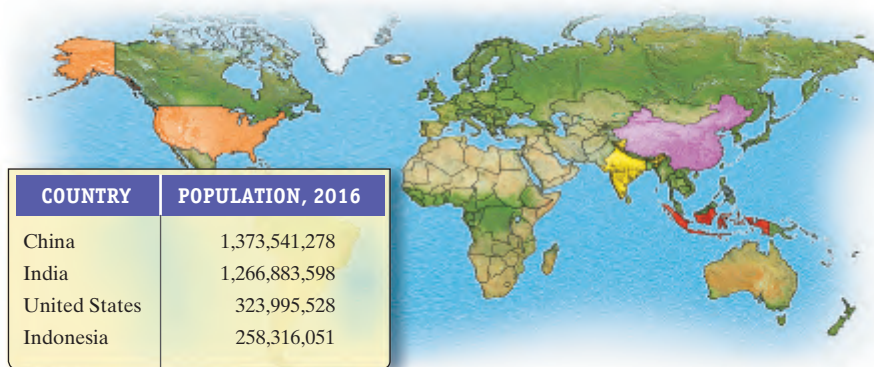 COUNTRY POPULATION, 2016
China 1,373,541,278
India 1,266,883,598
United States 323,995,528
Indonesia 258,316,051